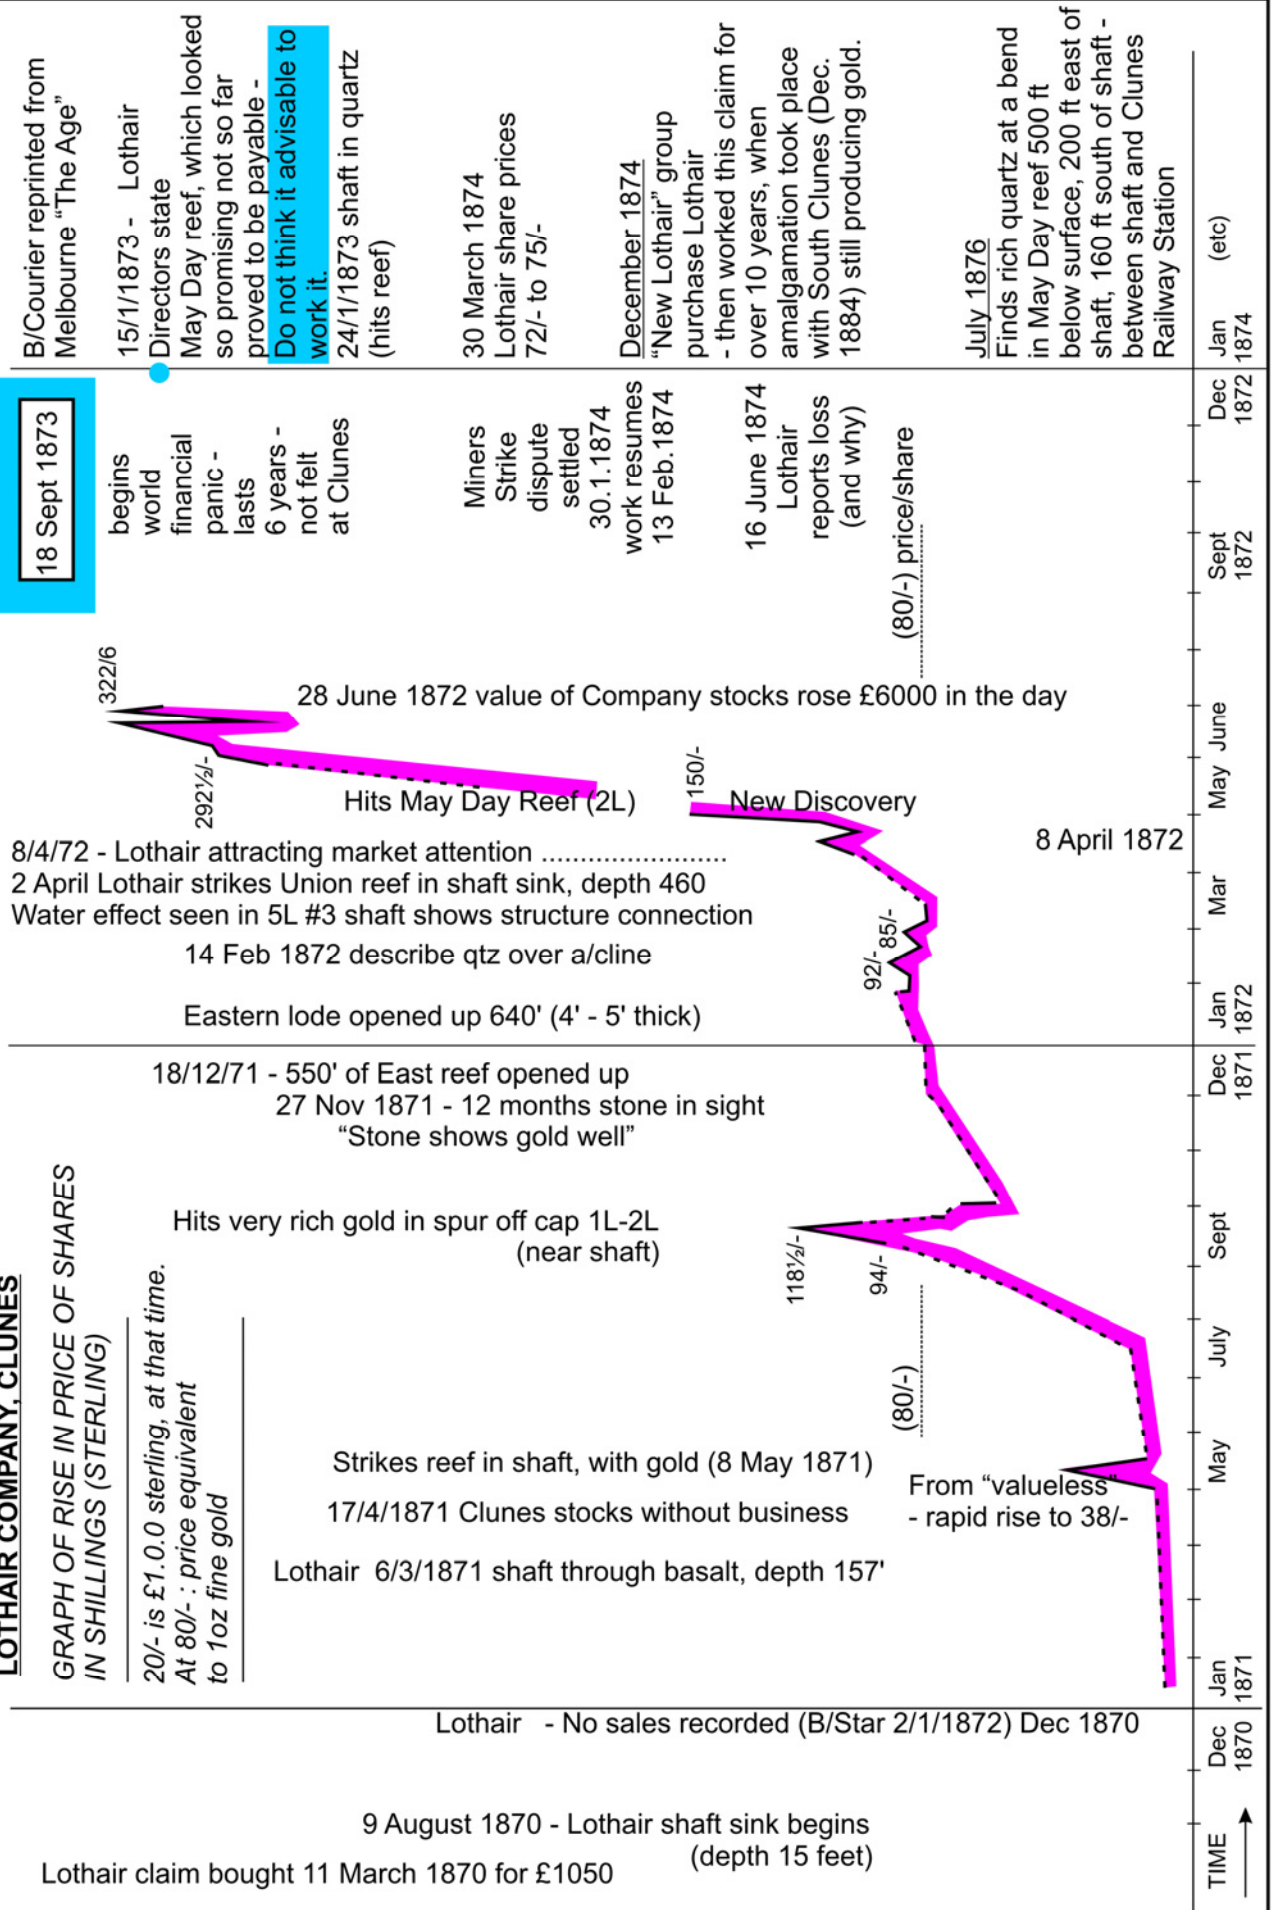 LOTHAIR COMPANY, CLUNES
GRAPH OF RISE IN PRICE OF SHARES
IN SHILLINGS (STERLING)
20/- is £1.0.0 sterling, at that time.
At 80/- : price equivalent
to 1oz fine gold
Lothair claim bought 11 March 1870 for £1050
9 August 1870 - Lothair shaft sink begins
(depth 15 feet)
Lothair - No sales recorded (B/Star 2/1/1872) Dec 1870
Lothair 6/3/1871 shaft through basalt, depth 157'
17/4/1871 Clunes stocks without business
Strikes reef in shaft, with gold (8 May 1871)
From “valueless”
- rapid rise to 38/-
(80/-)
94/-
118½/-
Hits very rich gold in spur off cap 1L-2L
(near shaft)
“Stone shows gold well”
27 Nov 1871 - 12 months stone in sight
18/12/71 - 550' of East reef opened up
Eastern lode opened up 640' (4' - 5' thick)
14 Feb 1872 describe qtz over a/cline
92/-
85/-
Water effect seen in 5L #3 shaft shows structure connection
2 April Lothair strikes Union reef in shaft sink, depth 460
8/4/72 - Lothair attracting market attention ........................
8 April 1872
Hits May Day Reef (2L)
New Discovery
150/-
292½/-
322/6
28 June 1872 value of Company stocks rose £6000 in the day
(80/-) price/share
18 Sept 1873
begins
world
financial
panic -
lasts
6 years -
not felt
at Clunes
Miners
Strike
dispute
settled
30.1.1874
work resumes
13 Feb.1874
16 June 1874
Lothair
reports loss
(and why)
B/Courier reprinted from
Melbourne “The Age”
15/1/1873 - Lothair
Directors state
May Day reef, which looked
so promising not so far
proved to be payable -
Do not think it advisable to
work it.
24/1/1873 shaft in quartz
(hits reef)
30 March 1874
Lothair share prices
72/- to 75/-
December 1874
“New Lothair” group
purchase Lothair
- then worked this claim for
over 10 years, when
amalgamation took place
with South Clunes (Dec.
1884) still producing gold.
July 1876
Finds rich quartz at a bend
in May Day reef 500 ft
below surface, 200 ft east of
shaft, 160 ft south of shaft -
between shaft and Clunes
Railway Station
TIME
Dec
1870
Jan
1871
May
July
Sept
Dec
1871
Jan
1872
Mar
May
June
Sept
1872
Dec
1872
Jan
1874
(etc)